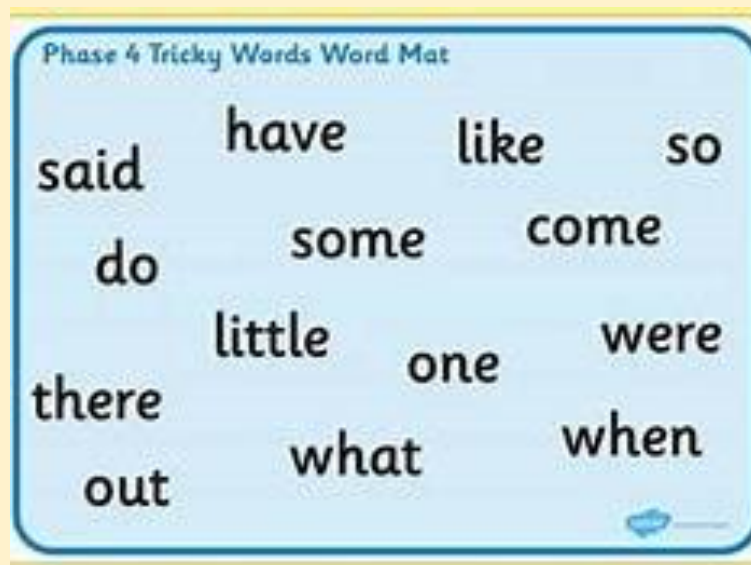 Phase 4 Tricky Words Word Mat
said have like so
do some come
little one were
there
what when
out